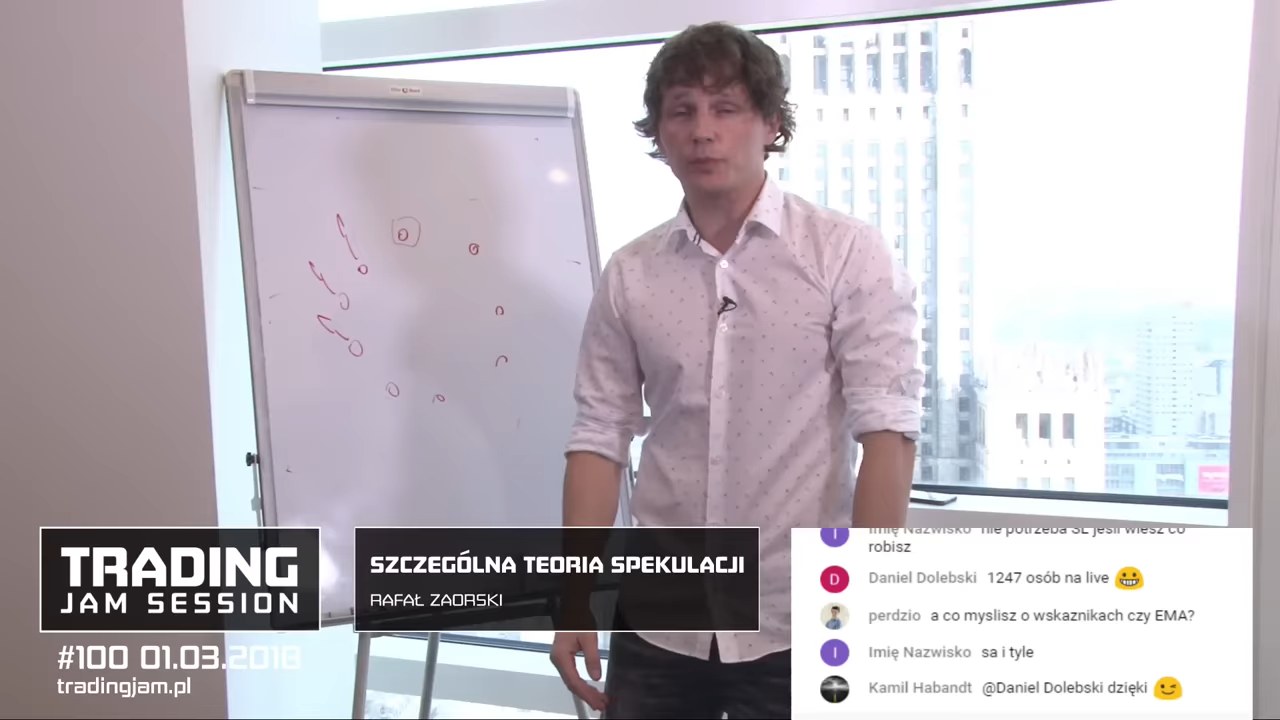 TRADING
JAM SESSION
#100 01.03.2018
tradingjam.pl
SZCZEGÓLNA TEORIA SPEKULACJI
RAFAŁ ZAORSKI
Imię Nazwisko nie potrzeba SL jeśli wiesz co
robisz
D
Daniel Dolebski 1247 osób na live 😀
perdzio a co myslisz o wskaznikach czy EMA?
I
Imię Nazwisko sa i tyle
Kamil Habandt @Daniel Dolebski dzięki 😉